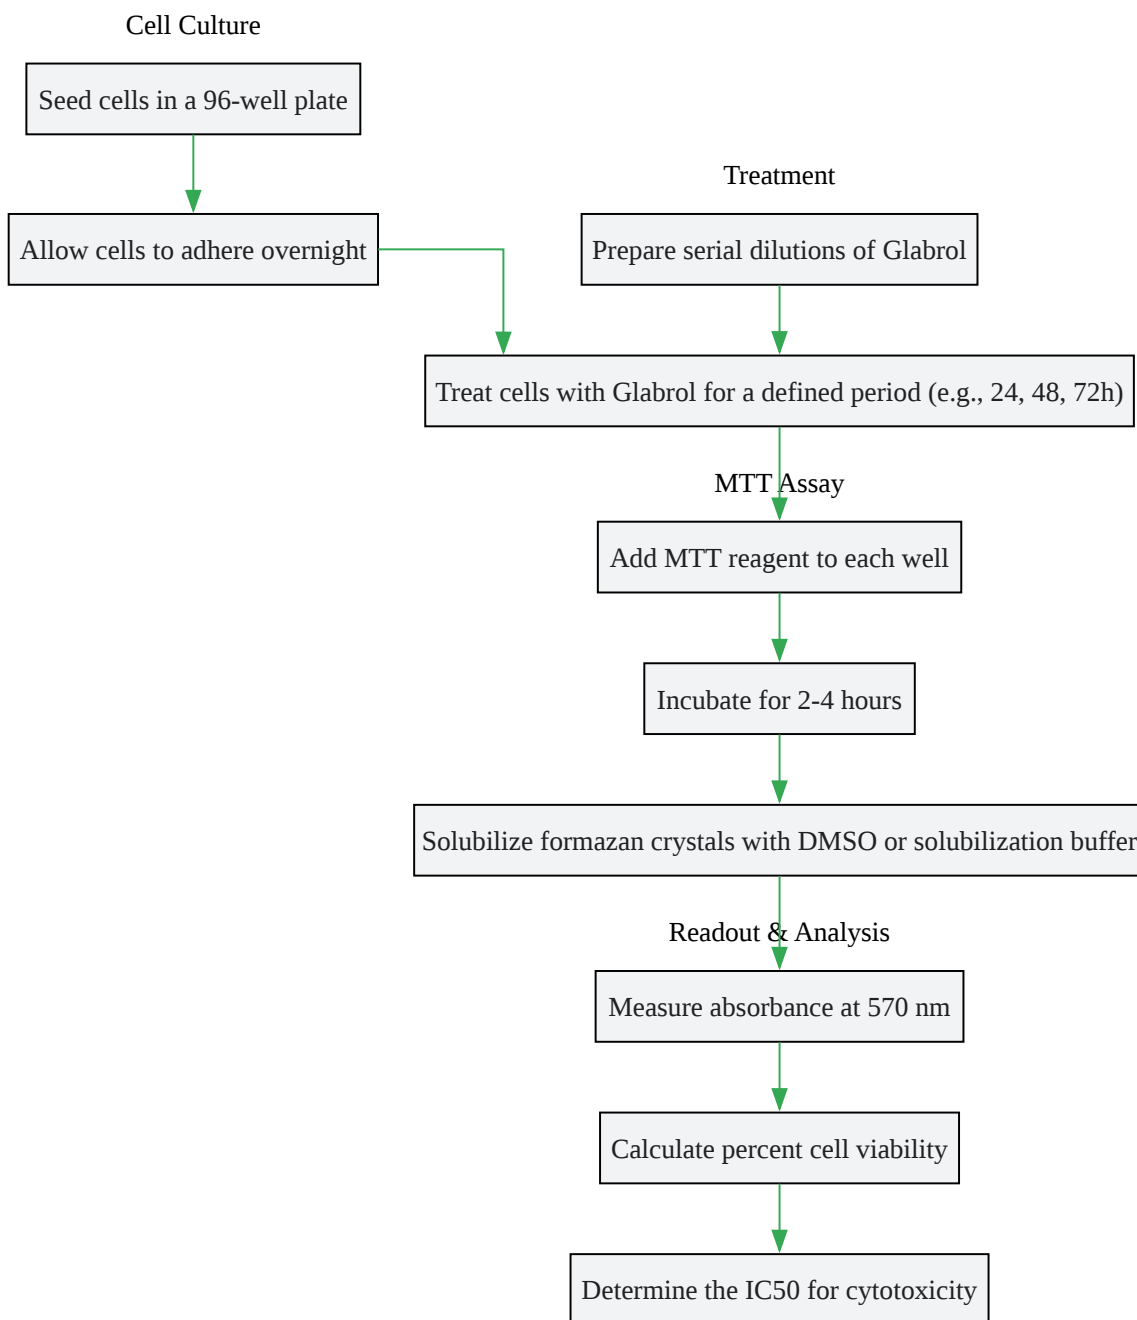 Cell Culture
Seed cells in a 96-well plate
Treatment
Allow cells to adhere overnight
Prepare serial dilutions of Glabrol
Treat cells with Glabrol for a defined period (e.g., 24, 48, 72h)
MTT Assay
Add MTT reagent to each well
Incubate for 2-4 hours
Solubilize formazan crystals with DMSO or solubilization buffer
Readout & Analysis
Measure absorbance at 570 nm
Calculate percent cell viability
Determine the IC50 for cytotoxicity